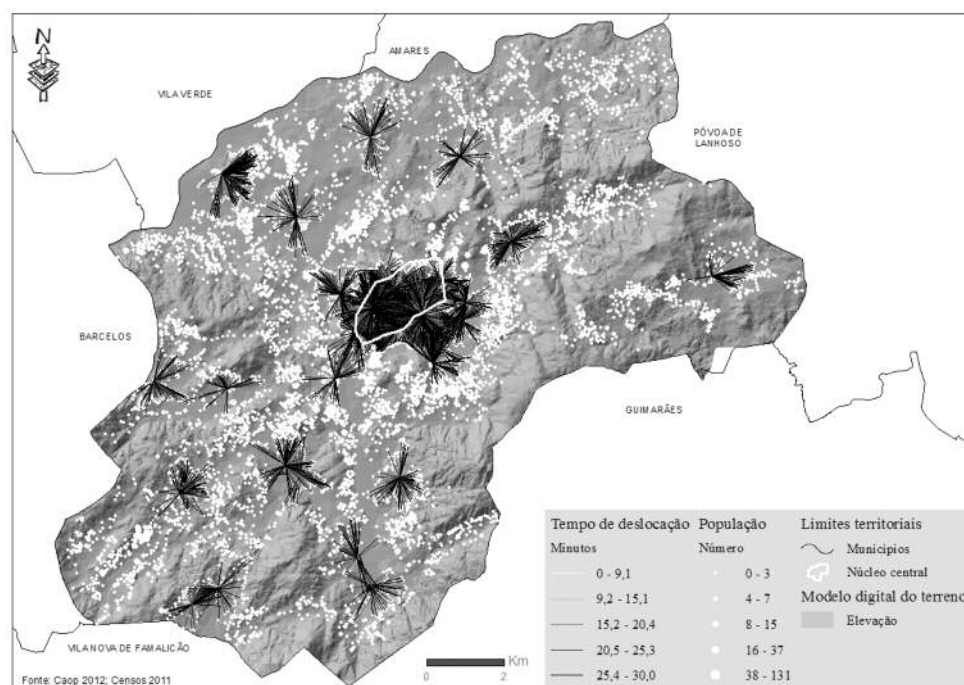 N
AMARES
VILA VERDE
PÓVOA DE
LANHOSO
BARCELOS
GUIMARÃES
VILA NOVA DE FAMALICÃO
Fonte: Caop 2012; Censos 2011
Km
0 2
Tempo de deslocação População Limites territoriais
Minutos Número Municipios
0 - 9,1 0 - 3 Núcleo central
9,2 - 15,1 4 - 7 Modelo digital do terreno
15,2 - 20,4 8 - 15 Elevação
20,5 - 25,3 16 - 37
25,4 - 30,0 38 - 131